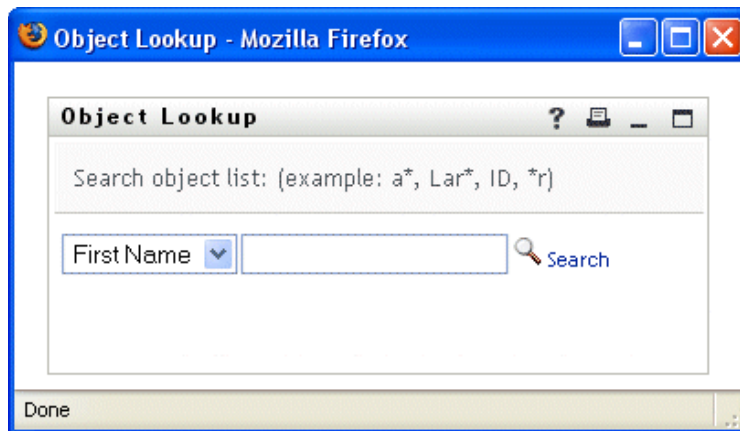 Object Lookup - Mozilla Firefox
Object Lookup ?
Search object list: (example: a*, Lar*, ID, *r)
First Name Search
Done